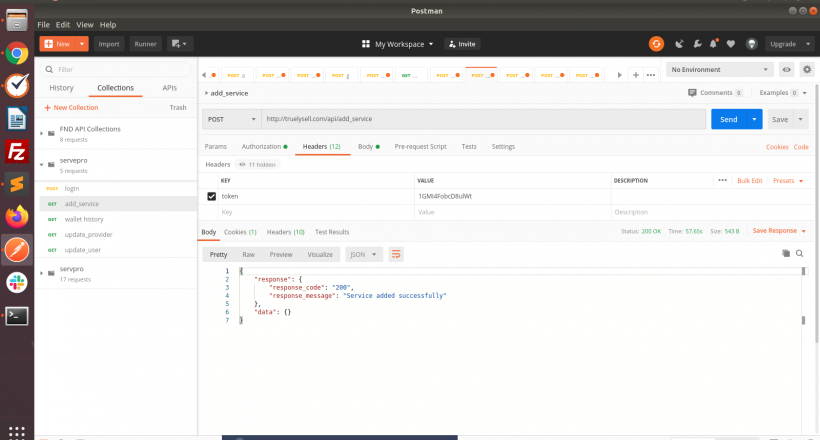 Postman
File Edit View Help
New Import Runner My Workspace Invite Upgrade
Filter
History Collections APIs
New Collection Trash
FND API Collections
8 requests
servepro
5 requests
POST login
GET add_service
GET wallet history
GET update_provider
GET update_user
servpro
17 requests
POST POST ... POST ... POST POST ... GET ... POST ... POST ... POST ... POST ... POST ...
No Environment
add_service Comments 0 Examples 0
POST http://truelysell.com/api/add_service Send Save
Params Authorization Headers (12) Body Pre-request Script Tests Settings Cookies Code
Headers 11 hidden
KEY VALUE DESCRIPTION Bulk Edit Presets
token 1GMI4FobcD8ulWt
Key Value Description
Body Cookies (1) Headers (10) Test Results Status: 200 OK Time: 57.65s Size: 543 B Save Response
Pretty Raw Preview Visualize JSON
1 {
2 "response": {
3 "response_code": "200",
4 "response_message": "Service added successfully"
5 },
6 "data": {}
7 }